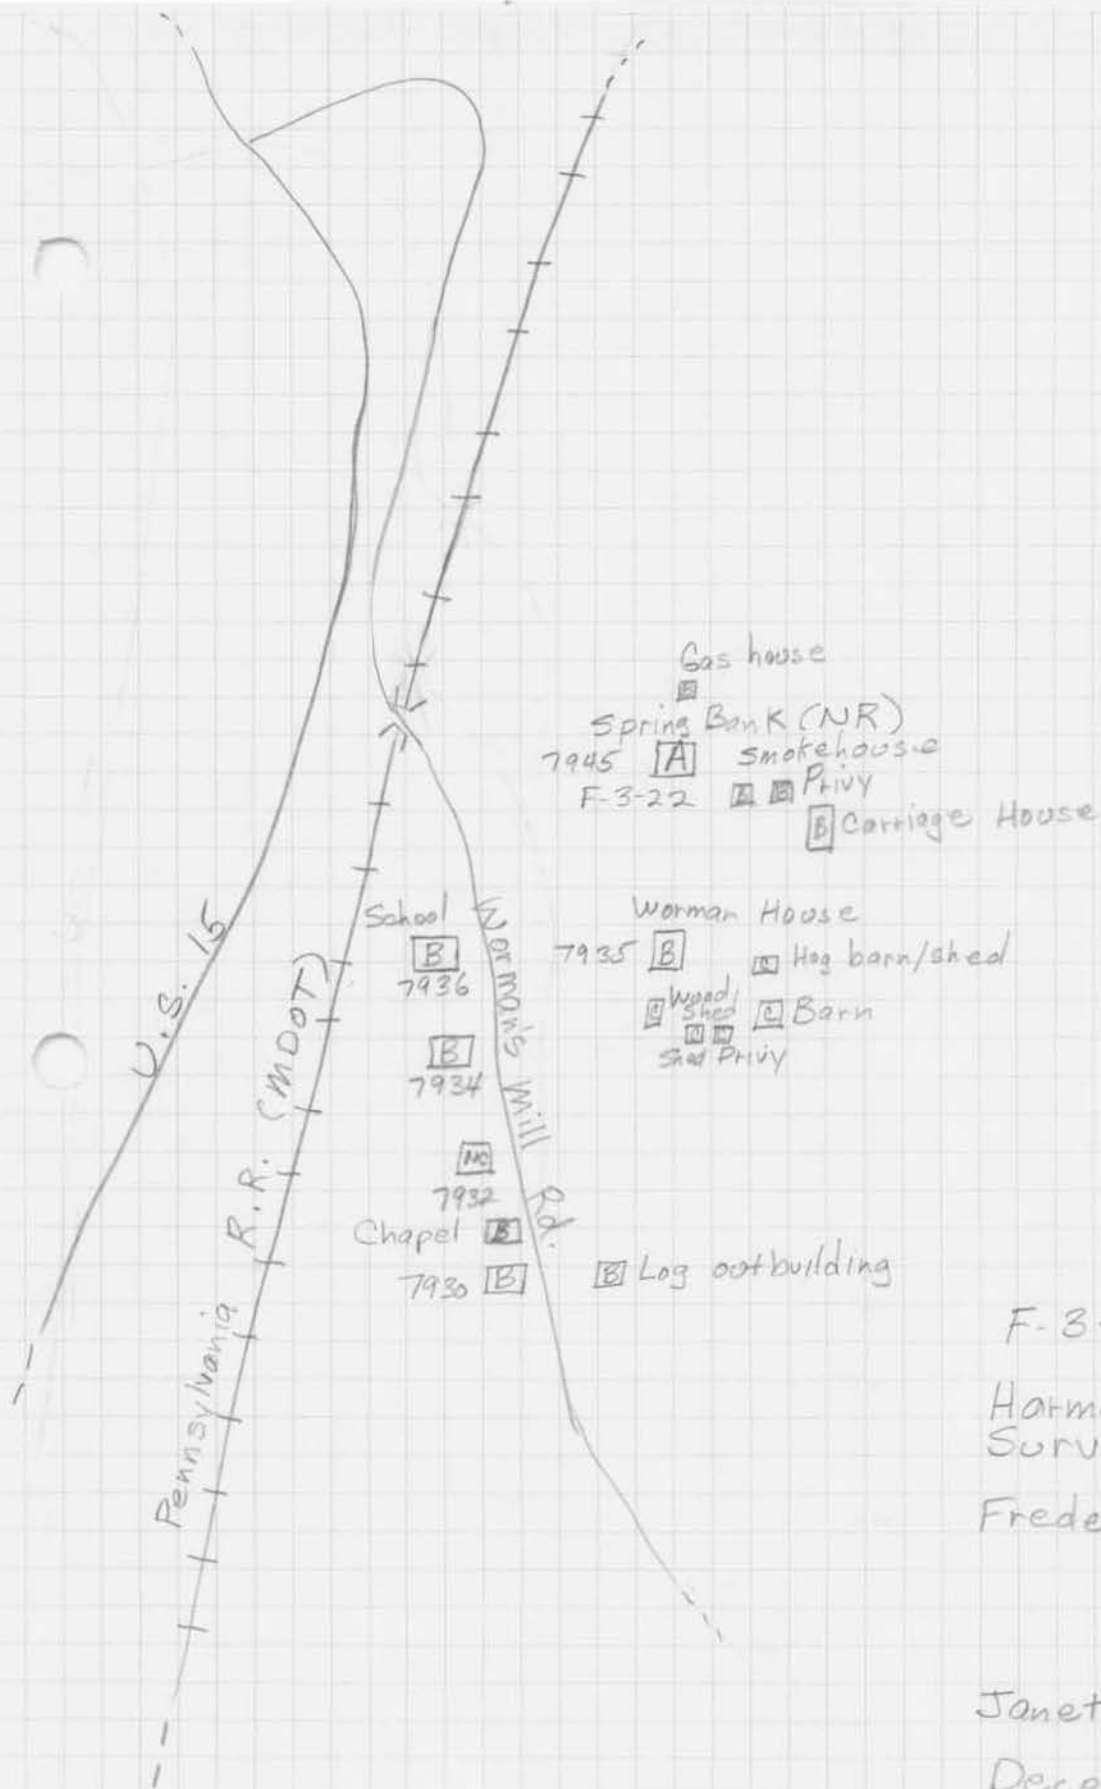 Gas house
B
Spring Bank (NR)
7945 A Smokehouse
F-3-22 A B Privy
B Carriage House
U.S. 15
Pennsylvania R.R. (MDOT)
Worman's Mill Rd.
School
B
7936
Worman House
7935 B C Hog barn/shed
C Wood Shed C Barn
C C
Shed Privy
B
7934
NC
7932
Chapel B
7930 B
B Log outbuilding
F-3-
Harm
Surv
Frede
Janet
Dece